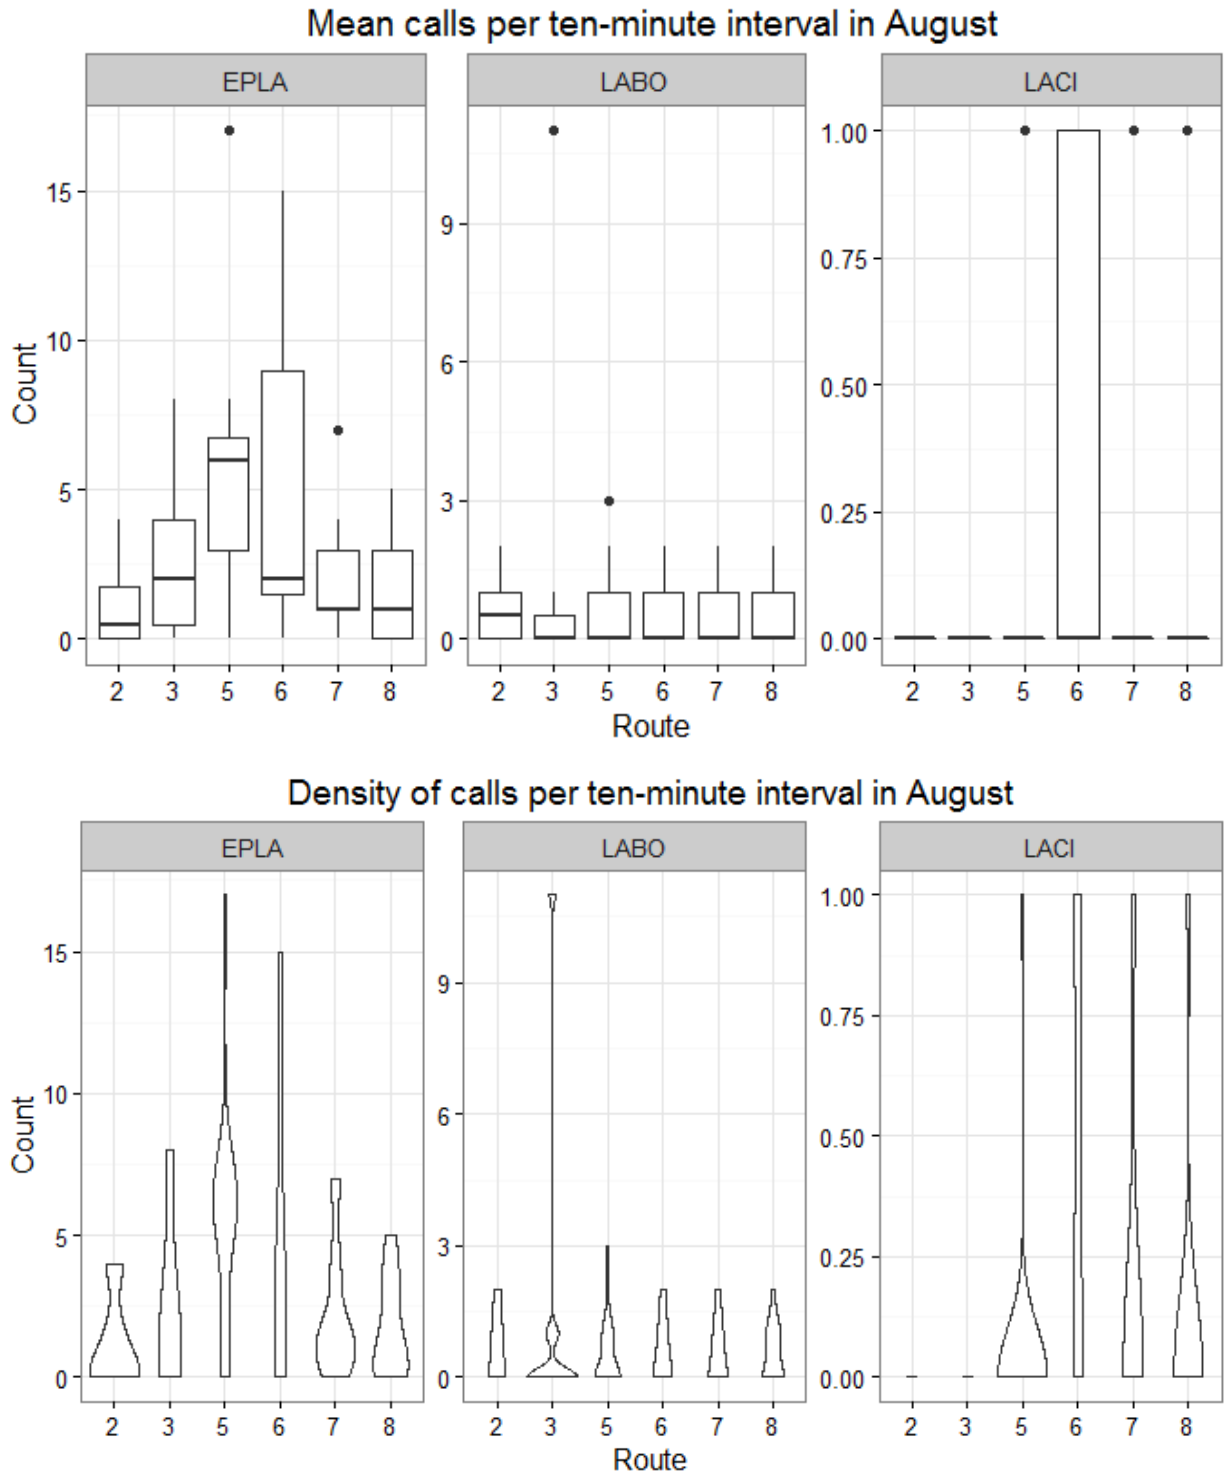 Mean calls per ten-minute interval in August
EPLA LABO LACI
Count
15
10
5
0
9
6
3
0
1.00
0.75
0.50
0.25
0.00
2 3 5 6 7 8 2 3 5 6 7 8 2 3 5 6 7 8
Route
Density of calls per ten-minute interval in August
EPLA LABO LACI
Count
15
10
5
0
9
6
3
0
1.00
0.75
0.50
0.25
0.00
2 3 5 6 7 8 2 3 5 6 7 8 2 3 5 6 7 8
Route